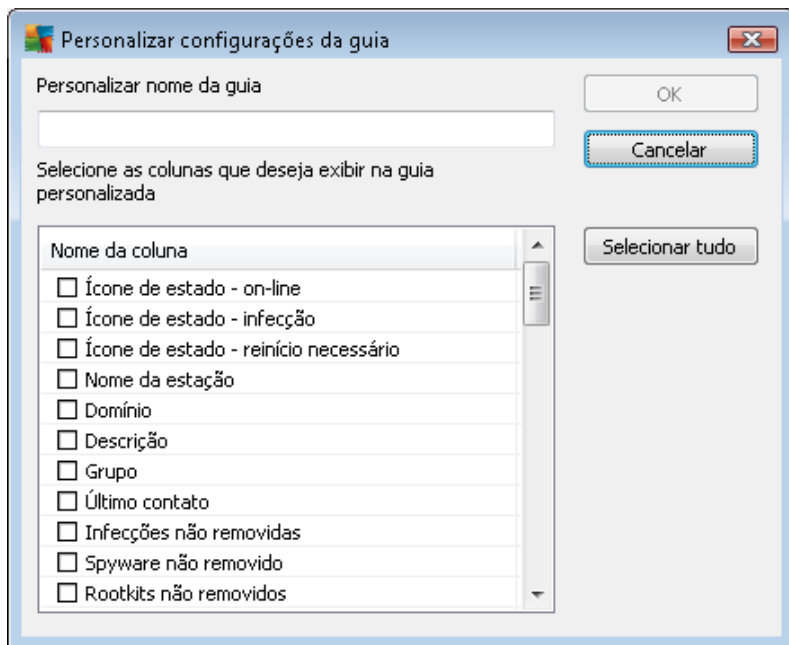 Personalizar configurações da guia
Personalizar nome da guia
OK
Cancelar
Selecione as colunas que deseja exibir na guia
personalizada
Selecionar tudo
Nome da coluna
Ícone de estado - on-line
Ícone de estado - infecção
Ícone de estado - reinício necessário
Nome da estação
Domínio
Descrição
Grupo
Último contato
Infecções não removidas
Spyware não removido
Rootkits não removidos